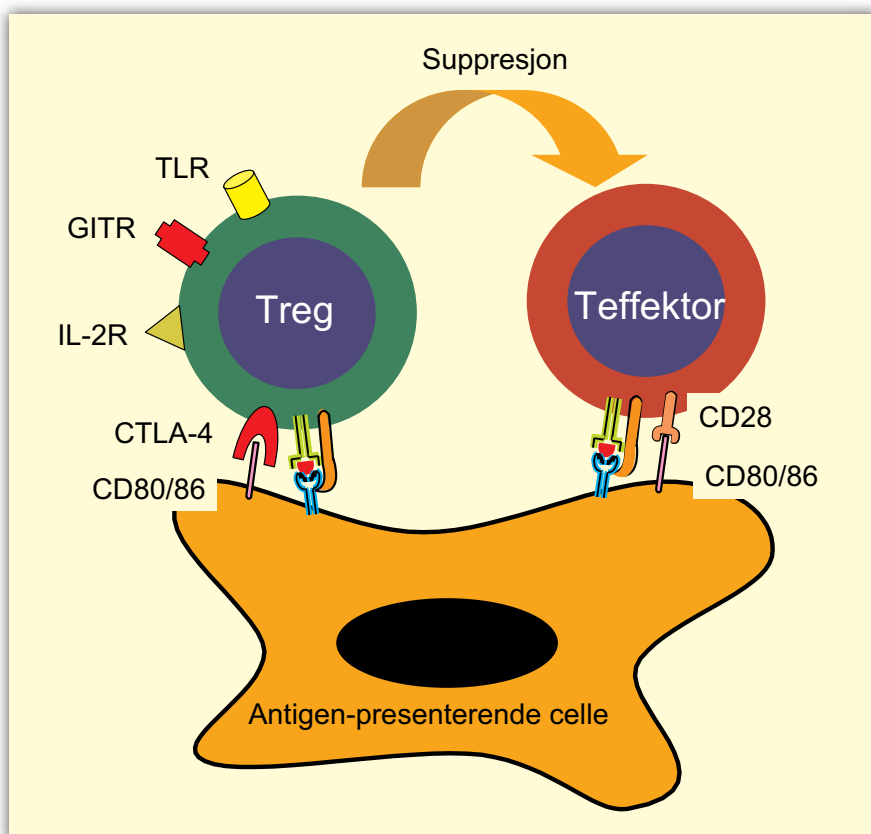 Suppresjon
TLR
GITR
IL-2R
Treg
Teffektor
CTLA-4
CD28
CD80/86
CD80/86
Antigen-presenterende celle